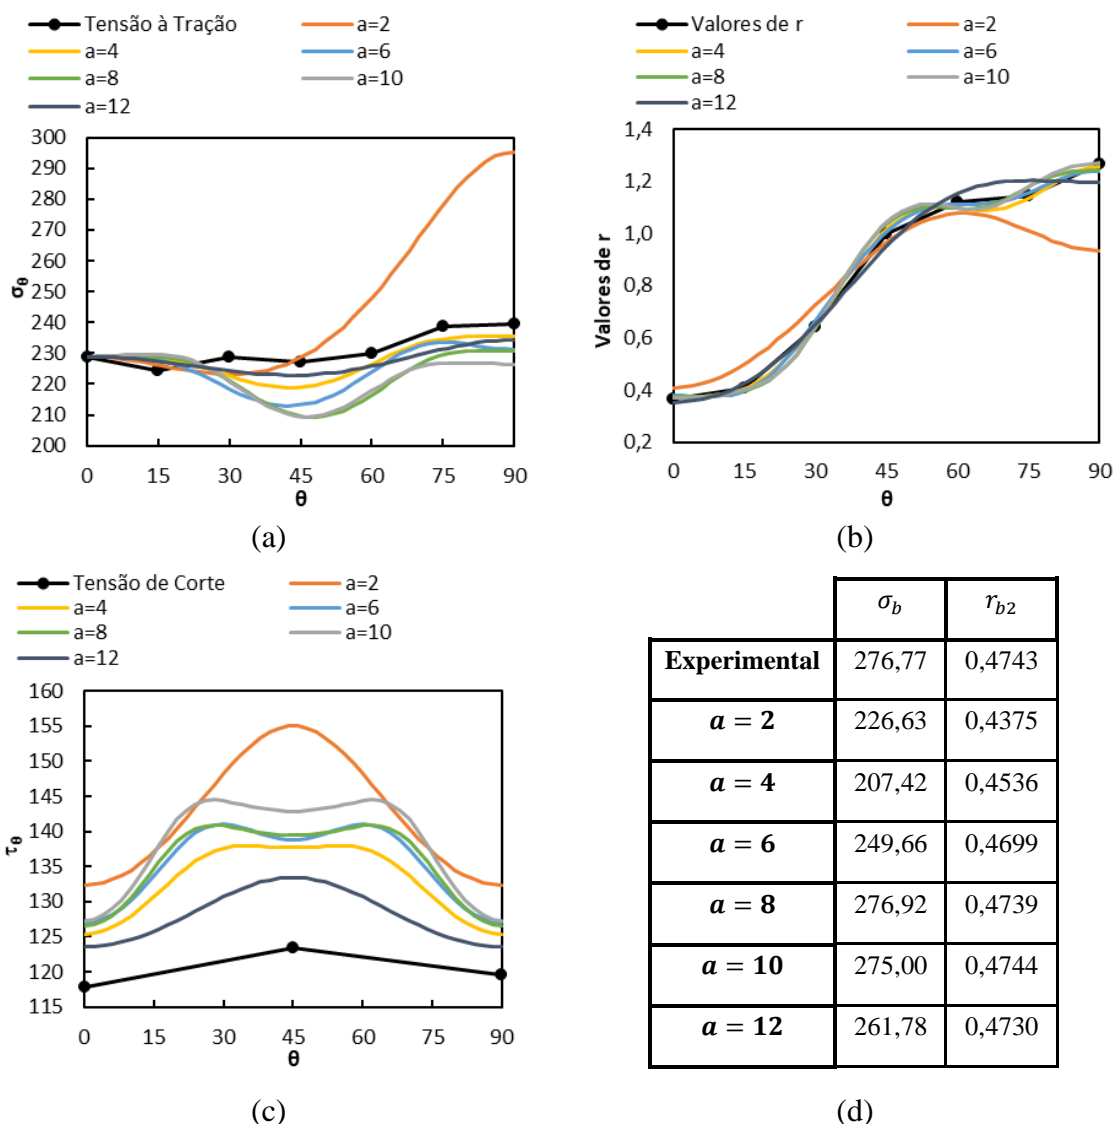 Tensão à Tração a=2
a=4 a=6
a=8 a=10
a=12
300
290
280
270
260
250
240
230
220
210
200
σθ
0 15 30 45 60 75 90
θ
(a)
Valores de r a=2
a=4 a=6
a=8 a=10
a=12
1,4
1,2
1,0
0,8
0,6
0,4
0,2
Valores de r
0 15 30 45 60 75 90
θ
(b)
Tensão de Corte a=2
a=4 a=6
a=8 a=10
a=12
160
155
150
145
140
135
130
125
120
115
τθ
0 15 30 45 60 75 90
θ
(c)
σb rb2
Experimental 276,77 0,4743
a = 2 226,63 0,4375
a = 4 207,42 0,4536
a = 6 249,66 0,4699
a = 8 276,92 0,4739
a = 10 275,00 0,4744
a = 12 261,78 0,4730
(d)